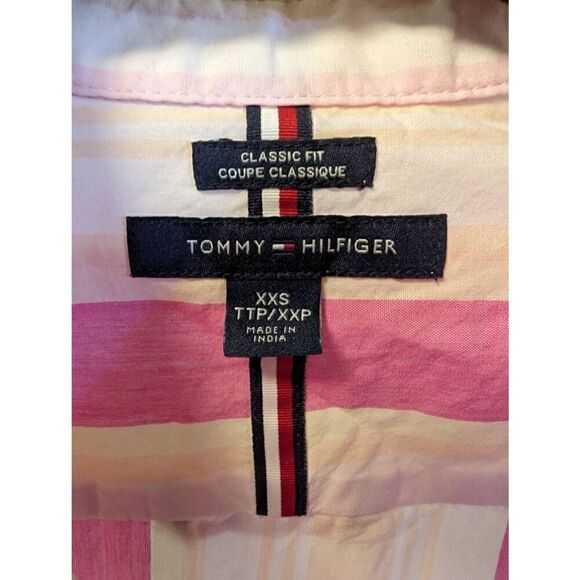 CLASSIC FIT
COUPE CLASSIQUE
TOMMY HILFIGER
XXS
TTP/XXP
MADE IN
INDIA